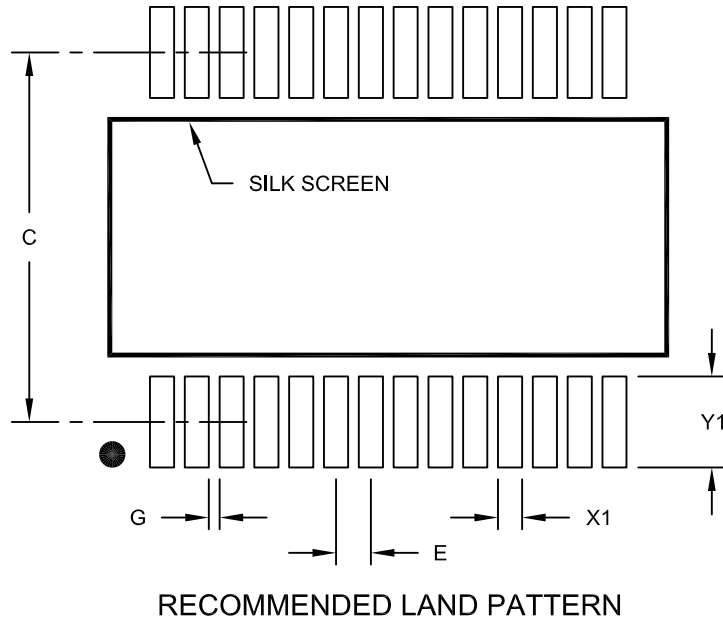 SILK SCREEN
C
Y1
G
X1
E
RECOMMENDED LAND PATTERN